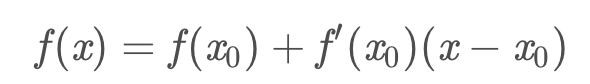 f(x) = f(x₀) + f′(x₀)(x − x₀)